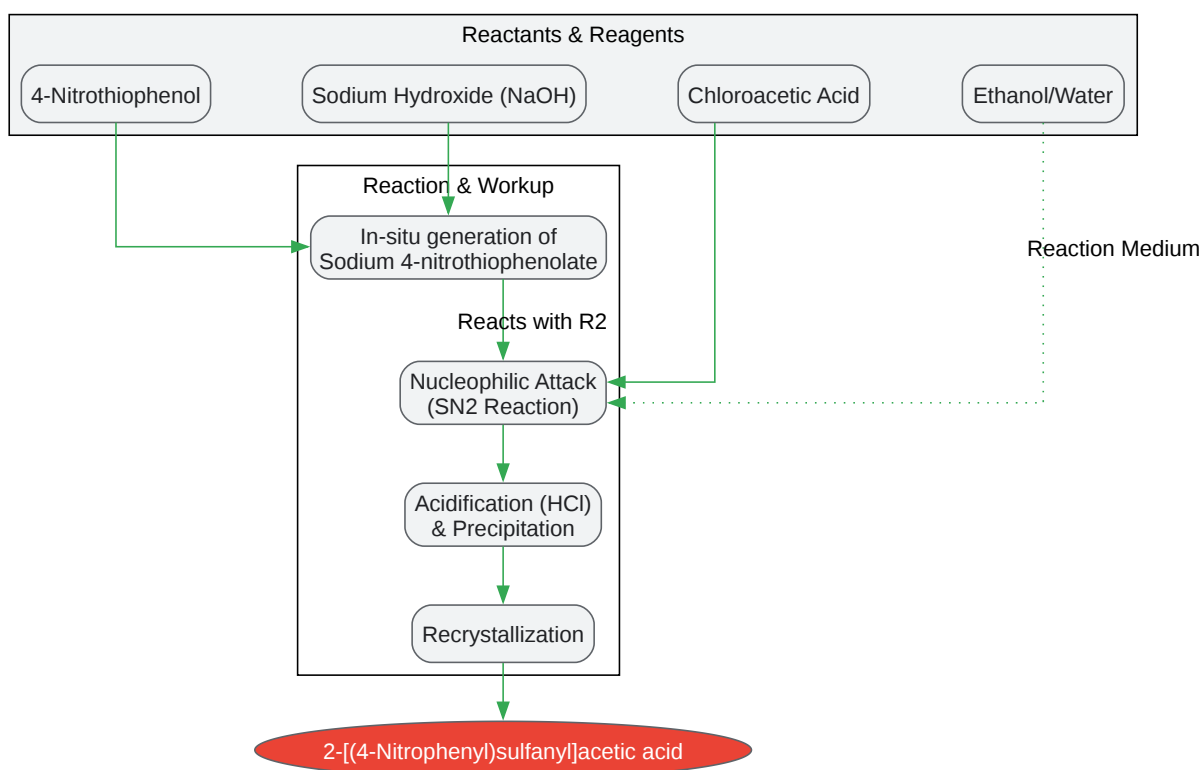 Reactants & Reagents
4-Nitrothiophenol
Sodium Hydroxide (NaOH)
Chloroacetic Acid
Ethanol/Water
Reaction & Workup
In-situ generation of
Sodium 4-nitrothiophenolate
Reaction Medium
Reacts with R2
Nucleophilic Attack
(SN2 Reaction)
Acidification (HCl)
& Precipitation
Recrystallization
2-[(4-Nitrophenyl)sulfanyl]acetic acid